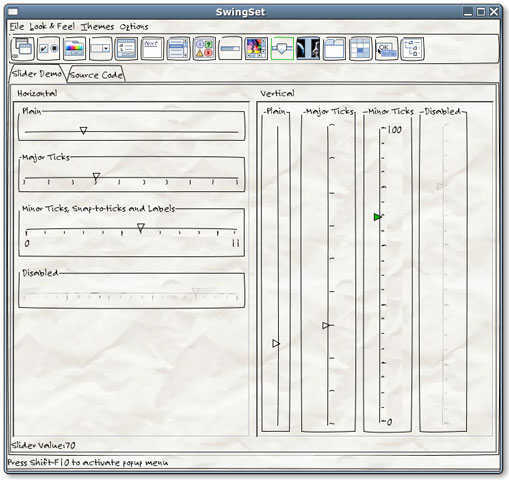 SwingSet
File Look & Feel Themes Options
text
OK
Slider Demo Source Code
Horizontal
Plain
Major Ticks
Minor Ticks, Snap-to-ticks and Labels
0 11
Disabled
Vertical
Plain Major Ticks Minor Ticks Disabled
100
0
Slider Value:70
Press Shift-F10 to activate popup menu